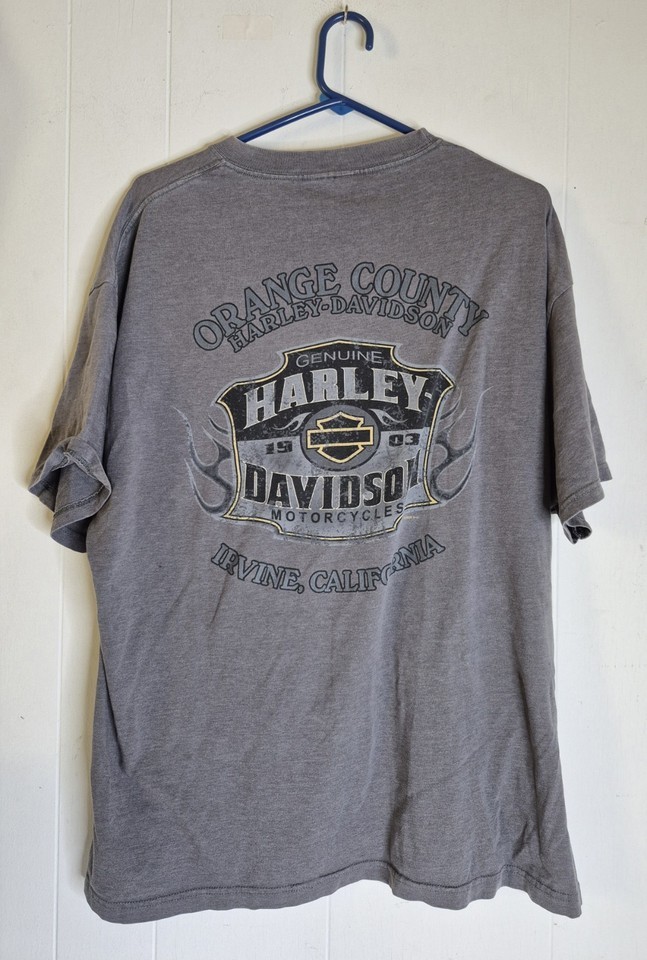 ORANGE COUNTY
HARLEY-DAVIDSON
GENUINE
HARLEY-
19 03
DAVIDSON
MOTORCYCLES
IRVINE, CALIFORNIA